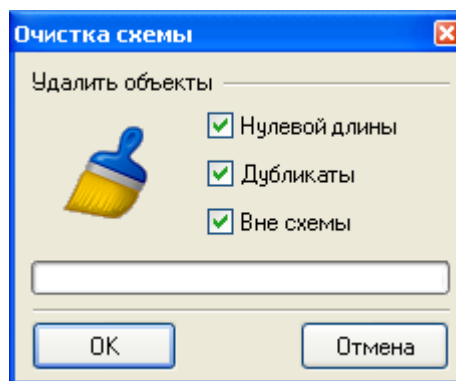 Очистка схемы
Удалить объекты
Нулевой длины
Дубликаты
Вне схемы
OK
Отмена